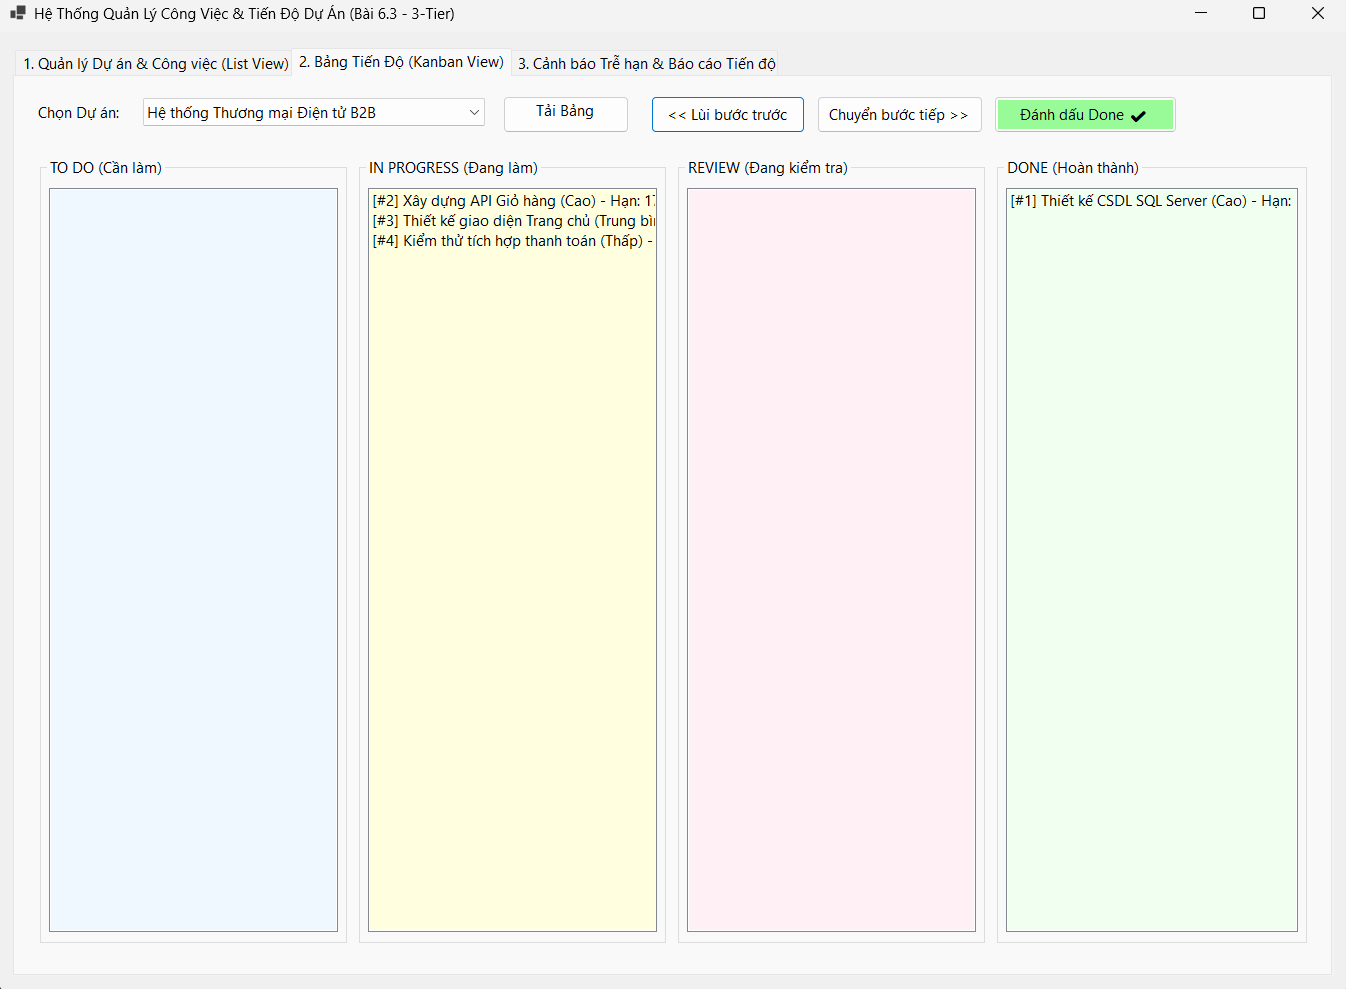 Hệ Thống Quản Lý Công Việc & Tiến Độ Dự Án (Bài 6.3 - 3-Tier)
1. Quản lý Dự án & Công việc (List View)
2. Bảng Tiến Độ (Kanban View)
3. Cảnh báo Trễ hạn & Báo cáo Tiến độ
Chọn Dự án:
Hệ thống Thương mại Điện tử B2B
Tải Bảng
<< Lùi bước trước
Chuyển bước tiếp >>
Đánh dấu Done ✔
TO DO (Cần làm)
IN PROGRESS (Đang làm)
[#2] Xây dựng API Giỏ hàng (Cao) - Hạn: 17
[#3] Thiết kế giao diện Trang chủ (Trung bì
[#4] Kiểm thử tích hợp thanh toán (Thấp) -
REVIEW (Đang kiểm tra)
DONE (Hoàn thành)
[#1] Thiết kế CSDL SQL Server (Cao) - Hạn: